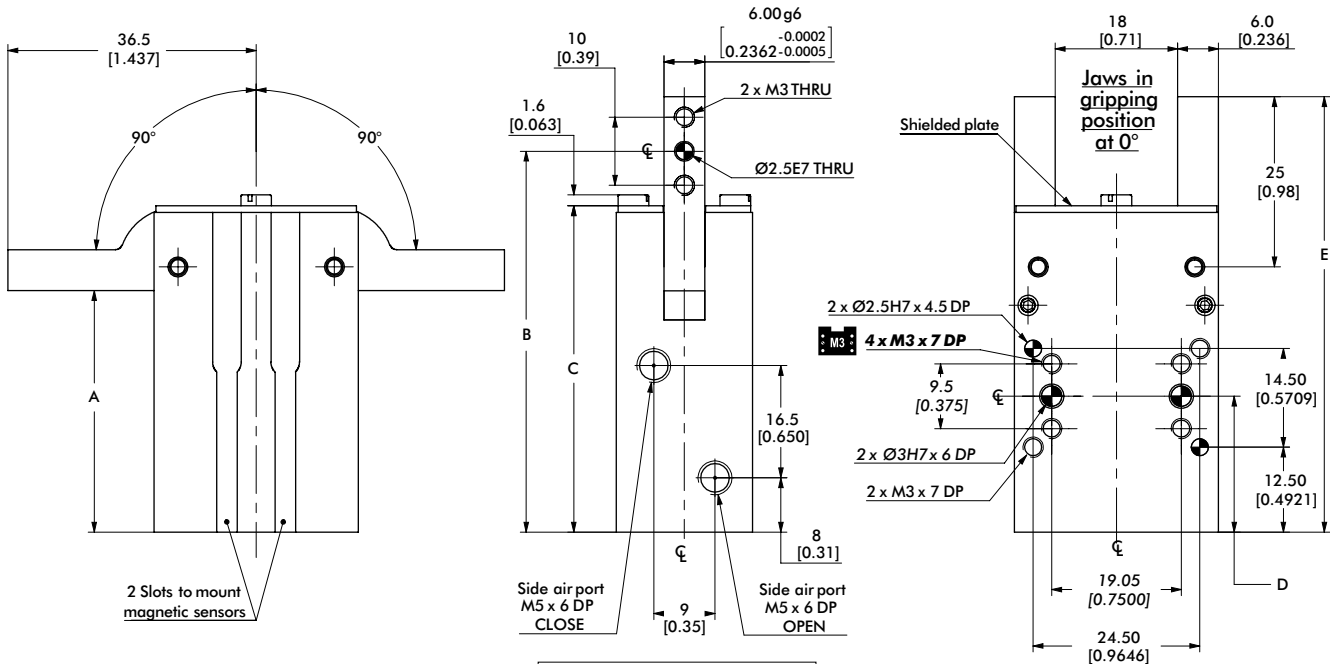 36.5
[1.437]
90°
90°
A
2 Slots to mount
magnetic sensors
10
[0.39]
6.00 g6
[0.2362 -0.0002
-0.0005]
1.6
[0.063]
2 x M3 THRU
℄
Ø2.5E7 THRU
B
C
16.5
[0.650]
8
[0.31]
℄
Side air port
M5 x 6 DP
CLOSE
9
[0.35]
Side air port
M5 x 6 DP
OPEN
18
[0.71]
6.0
[0.236]
Jaws in
gripping
position
at 0°
Shielded plate
25
[0.98]
E
2 x Ø2.5H7 x 4.5 DP
M3
4 x M3 x 7 DP
9.5
[0.375]
℄
14.50
[0.5709]
2 x Ø3H7 x 6 DP
2 x M3 x 7 DP
12.50
[0.4921]
℄
D
19.05
[0.7500]
24.50
[0.9646]